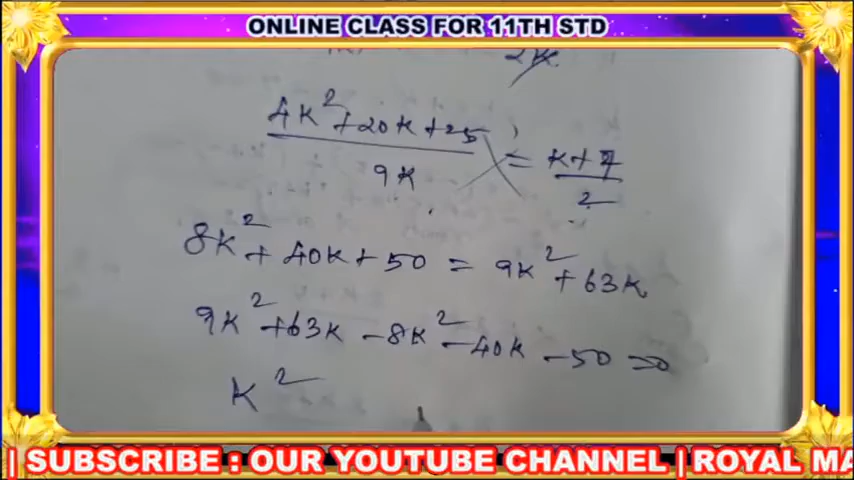 ONLINE CLASS FOR 11TH STD
2K
4K² + 20K + 25 = K + 7
9K 2
8K² + 40K + 50 = 9K² + 63K
9K² + 63K - 8K² - 40K - 50 = 0
K²
| SUBSCRIBE : OUR YOUTUBE CHANNEL | ROYAL MA